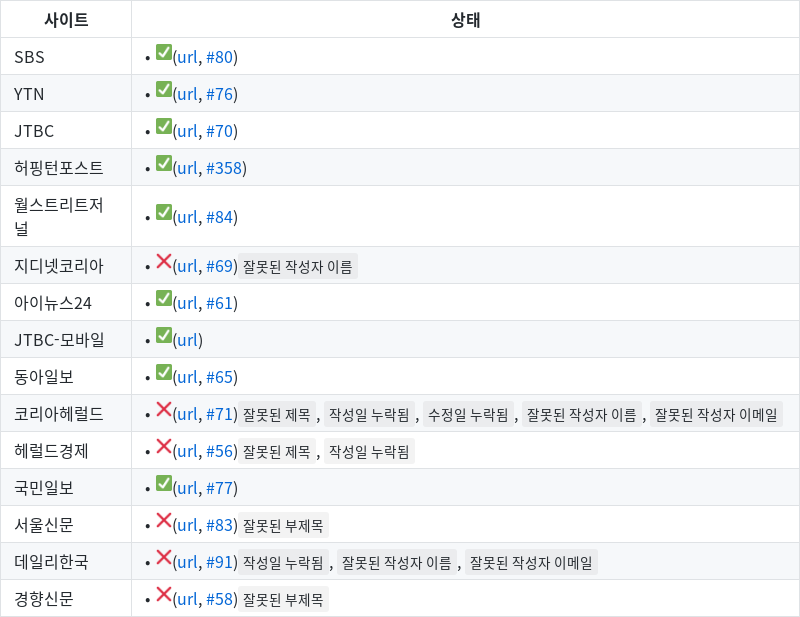 사이트 상태
SBS • ✅(url, #80)
YTN • ✅(url, #76)
JTBC • ✅(url, #70)
허핑턴포스트 • ✅(url, #358)
월스트리트저
널 • ✅(url, #84)
지디넷코리아 • ❌(url, #69) 잘못된 작성자 이름
아이뉴스24 • ✅(url, #61)
JTBC-모바일 • ✅(url)
동아일보 • ✅(url, #65)
코리아헤럴드 • ❌(url, #71) 잘못된 제목 , 작성일 누락됨 , 수정일 누락됨 , 잘못된 작성자 이름 , 잘못된 작성자 이메일
헤럴드경제 • ❌(url, #56) 잘못된 제목 , 작성일 누락됨
국민일보 • ✅(url, #77)
서울신문 • ❌(url, #83) 잘못된 부제목
데일리한국 • ❌(url, #91) 작성일 누락됨 , 잘못된 작성자 이름 , 잘못된 작성자 이메일
경향신문 • ❌(url, #58) 잘못된 부제목